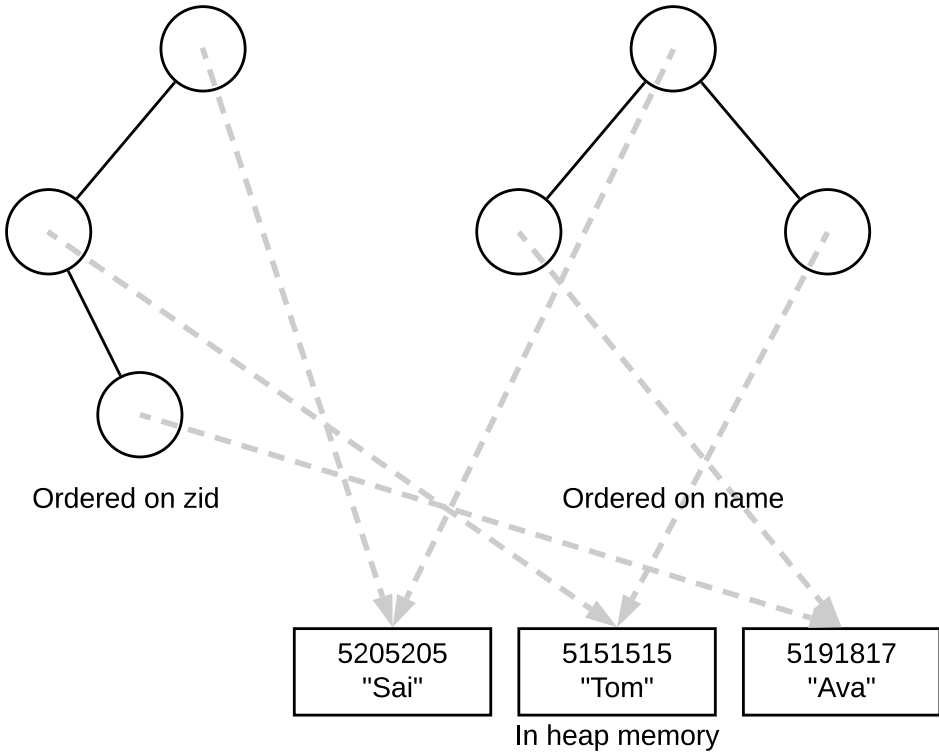 Ordered on zid
Ordered on name
5205205
"Sai"
5151515
"Tom"
5191817
"Ava"
In heap memory